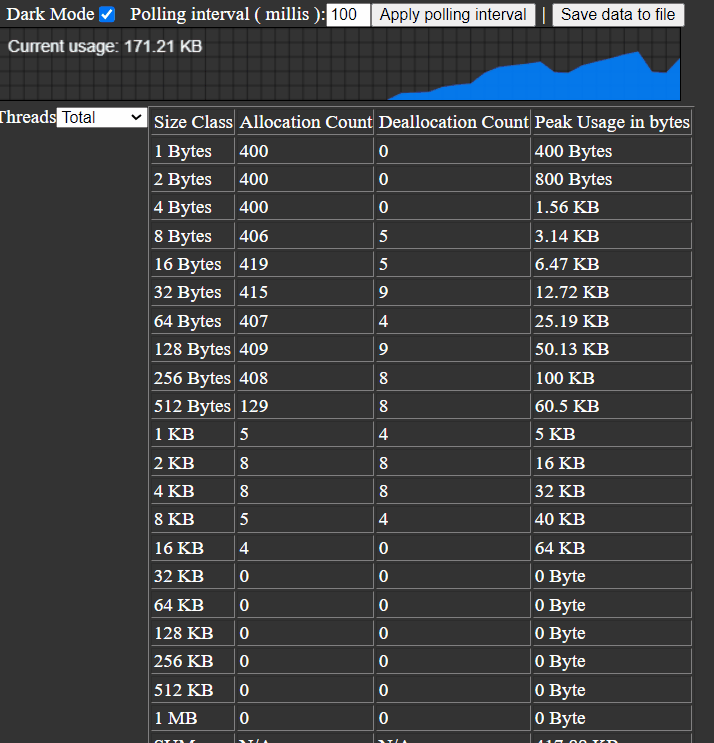 Dark Mode Polling interval ( millis ): 100 Apply polling interval | Save data to file
Current usage: 171.21 KB
Threads Total
Size Class Allocation Count Deallocation Count Peak Usage in bytes
1 Bytes 400 0 400 Bytes
2 Bytes 400 0 800 Bytes
4 Bytes 400 0 1.56 KB
8 Bytes 406 5 3.14 KB
16 Bytes 419 5 6.47 KB
32 Bytes 415 9 12.72 KB
64 Bytes 407 4 25.19 KB
128 Bytes 409 9 50.13 KB
256 Bytes 408 8 100 KB
512 Bytes 129 8 60.5 KB
1 KB 5 4 5 KB
2 KB 8 8 16 KB
4 KB 8 8 32 KB
8 KB 5 4 40 KB
16 KB 4 0 64 KB
32 KB 0 0 0 Byte
64 KB 0 0 0 Byte
128 KB 0 0 0 Byte
256 KB 0 0 0 Byte
512 KB 0 0 0 Byte
1 MB 0 0 0 Byte
SUM N/A N/A